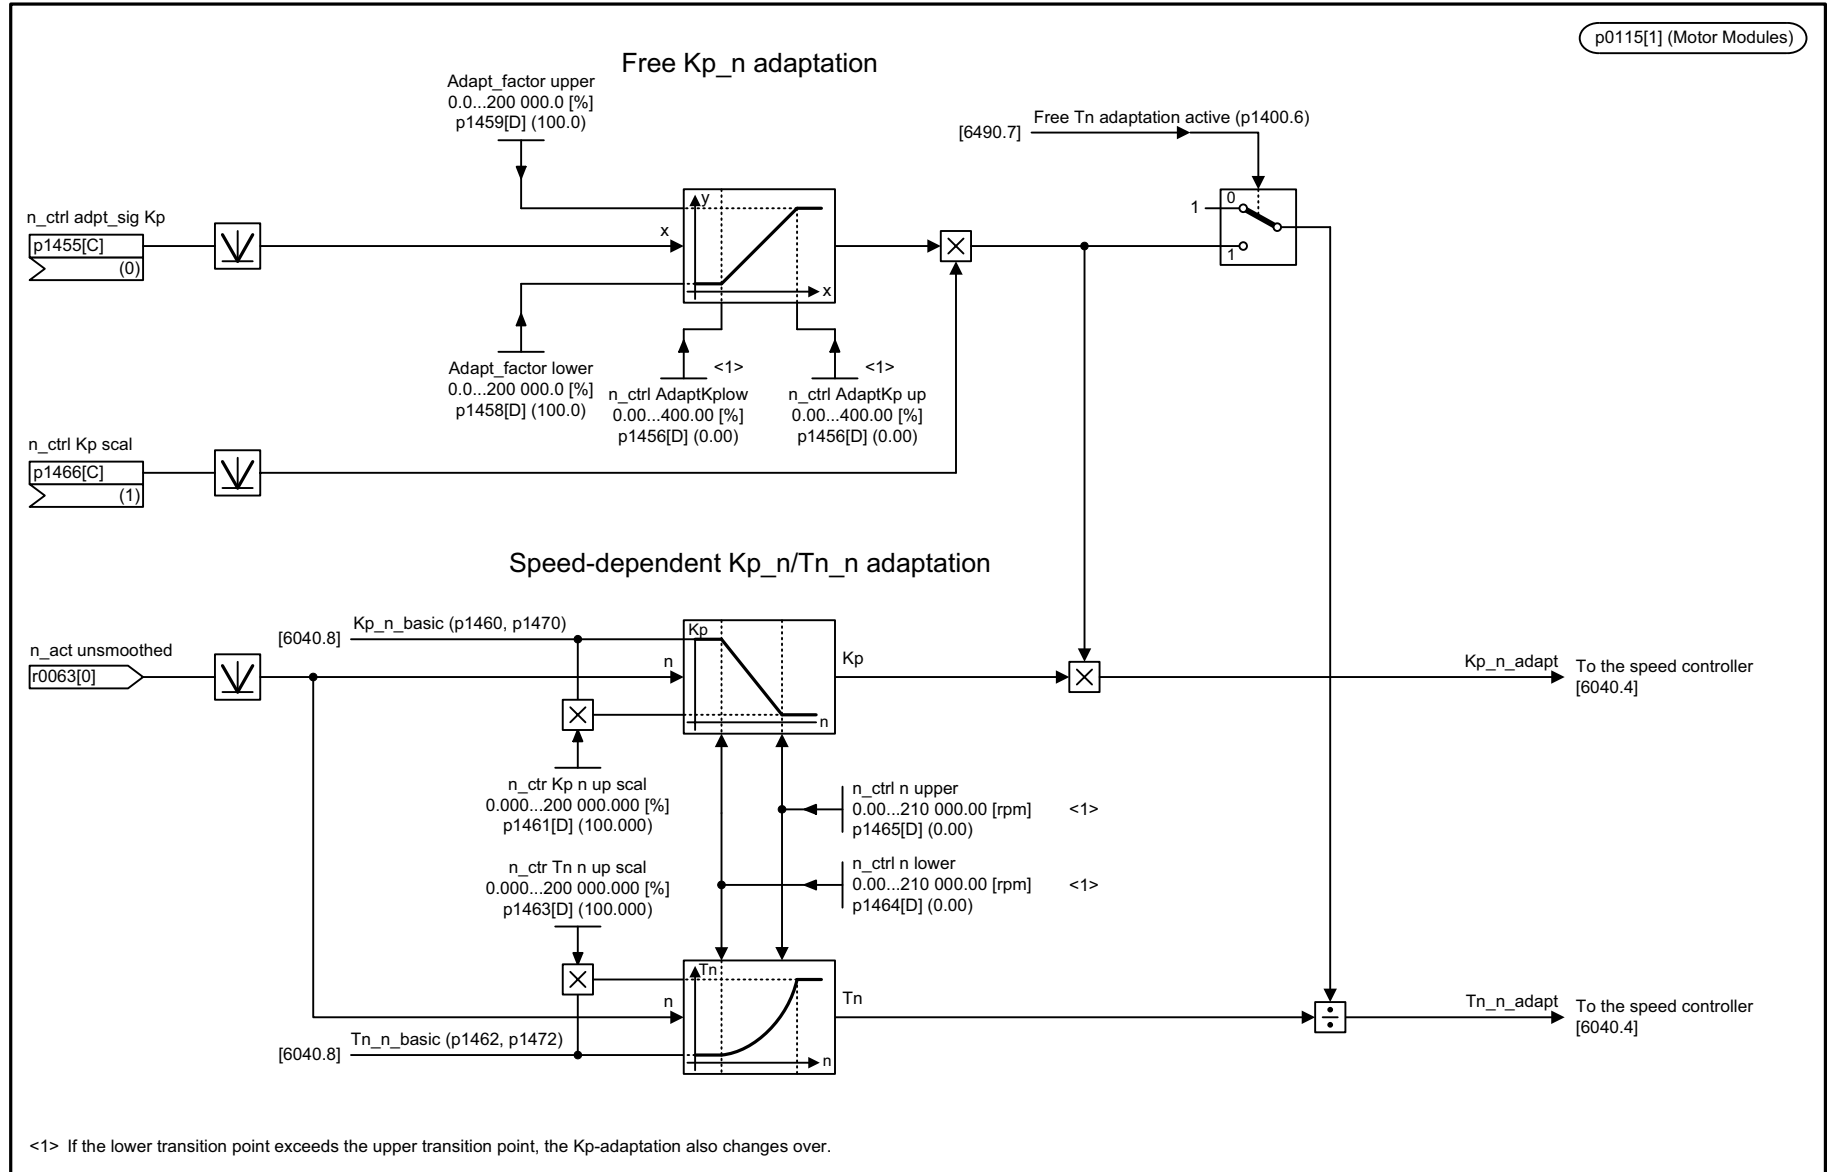 p0115[1] (Motor Modules)
Free Kp_n adaptation
Adapt_factor upper
0.0...200 000.0 [%]
p1459[D] (100.0)
Free Tn adaptation active (p1400.6)
[6490.7]
n_ctrl adpt_sig Kp
p1455[C]
(0)
y
x
x
1
0
1
Adapt_factor lower
0.0...200 000.0 [%]
p1458[D] (100.0)
<1>
n_ctrl AdaptKplow
0.00...400.00 [%]
p1456[D] (0.00)
<1>
n_ctrl AdaptKp up
0.00...400.00 [%]
p1456[D] (0.00)
n_ctrl Kp scal
p1466[C]
(1)
Speed-dependent Kp_n/Tn_n adaptation
[6040.8]
Kp_n_basic (p1460, p1470)
n_act unsmoothed
r0063[0]
Kp
n
n
Kp
Kp_n_adapt
To the speed controller
[6040.4]
n_ctr Kp n up scal
0.000...200 000.000 [%]
p1461[D] (100.000)
n_ctrl n upper
0.00...210 000.00 [rpm]
p1465[D] (0.00)
<1>
n_ctr Tn n up scal
0.000...200 000.000 [%]
p1463[D] (100.000)
n_ctrl n lower
0.00...210 000.00 [rpm]
p1464[D] (0.00)
<1>
Tn
n
n
Tn
Tn_n_adapt
To the speed controller
[6040.4]
[6040.8]
Tn_n_basic (p1462, p1472)
<1> If the lower transition point exceeds the upper transition point, the Kp-adaptation also changes over.